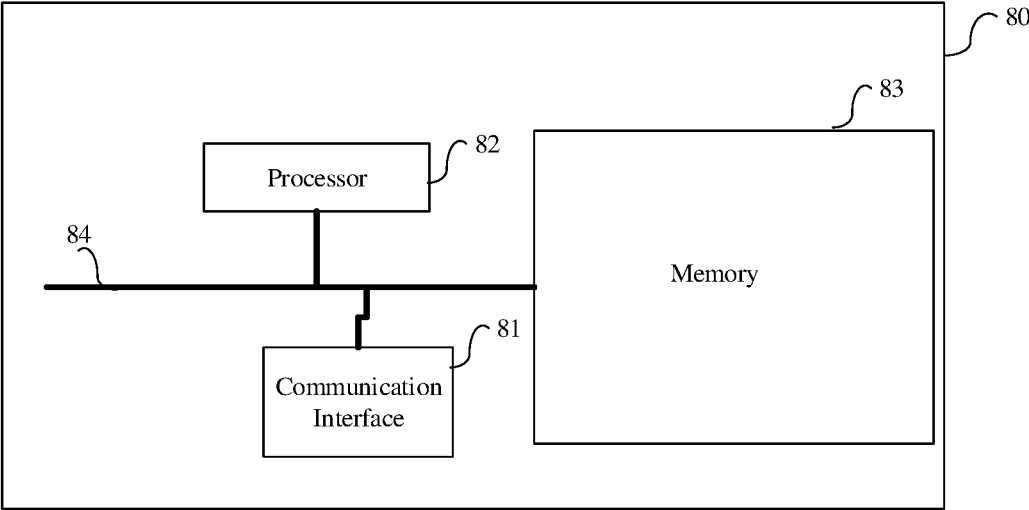 80
83
82
Processor
84
Memory
81
Communication
Interface